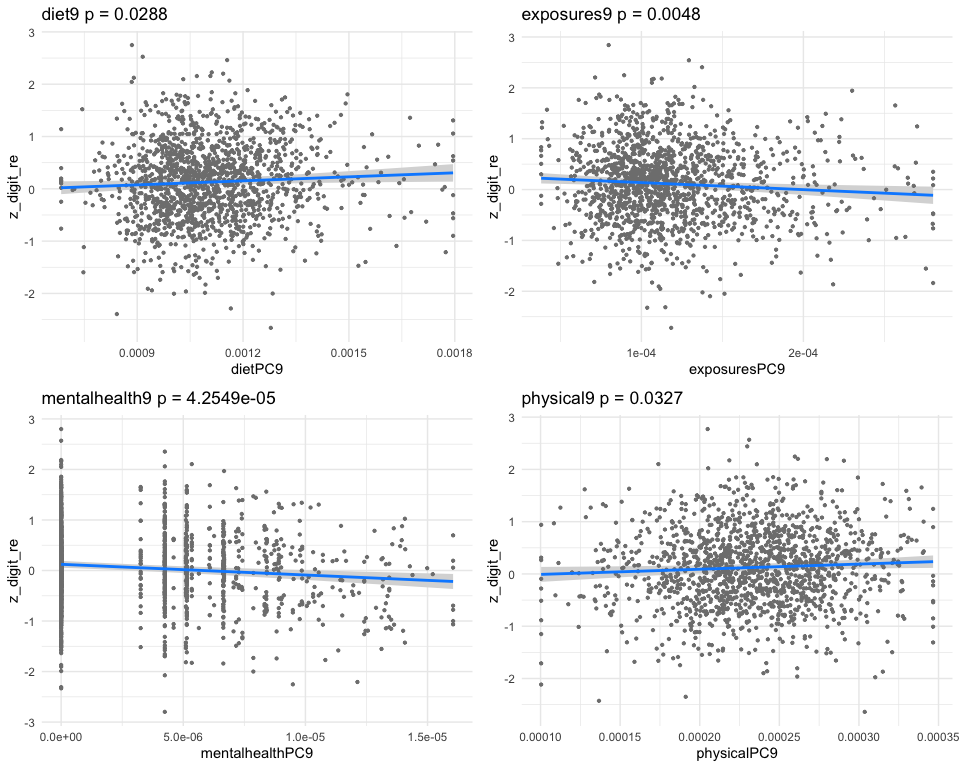 diet9 p = 0.0288
3
2
1
0
-1
-2
z_digit_re
0.0009 0.0012 0.0015 0.0018
dietPC9
exposures9 p = 0.0048
3
2
1
0
-1
-2
z_digit_re
1e-04 2e-04
exposuresPC9
mentalhealth9 p = 4.2549e-05
3
2
1
0
-1
-2
-3
z_digit_re
0.0e+00 5.0e-06 1.0e-05 1.5e-05
mentalhealthPC9
physical9 p = 0.0327
3
2
1
0
-1
-2
z_digit_re
0.00010 0.00015 0.00020 0.00025 0.00030 0.00035
physicalPC9